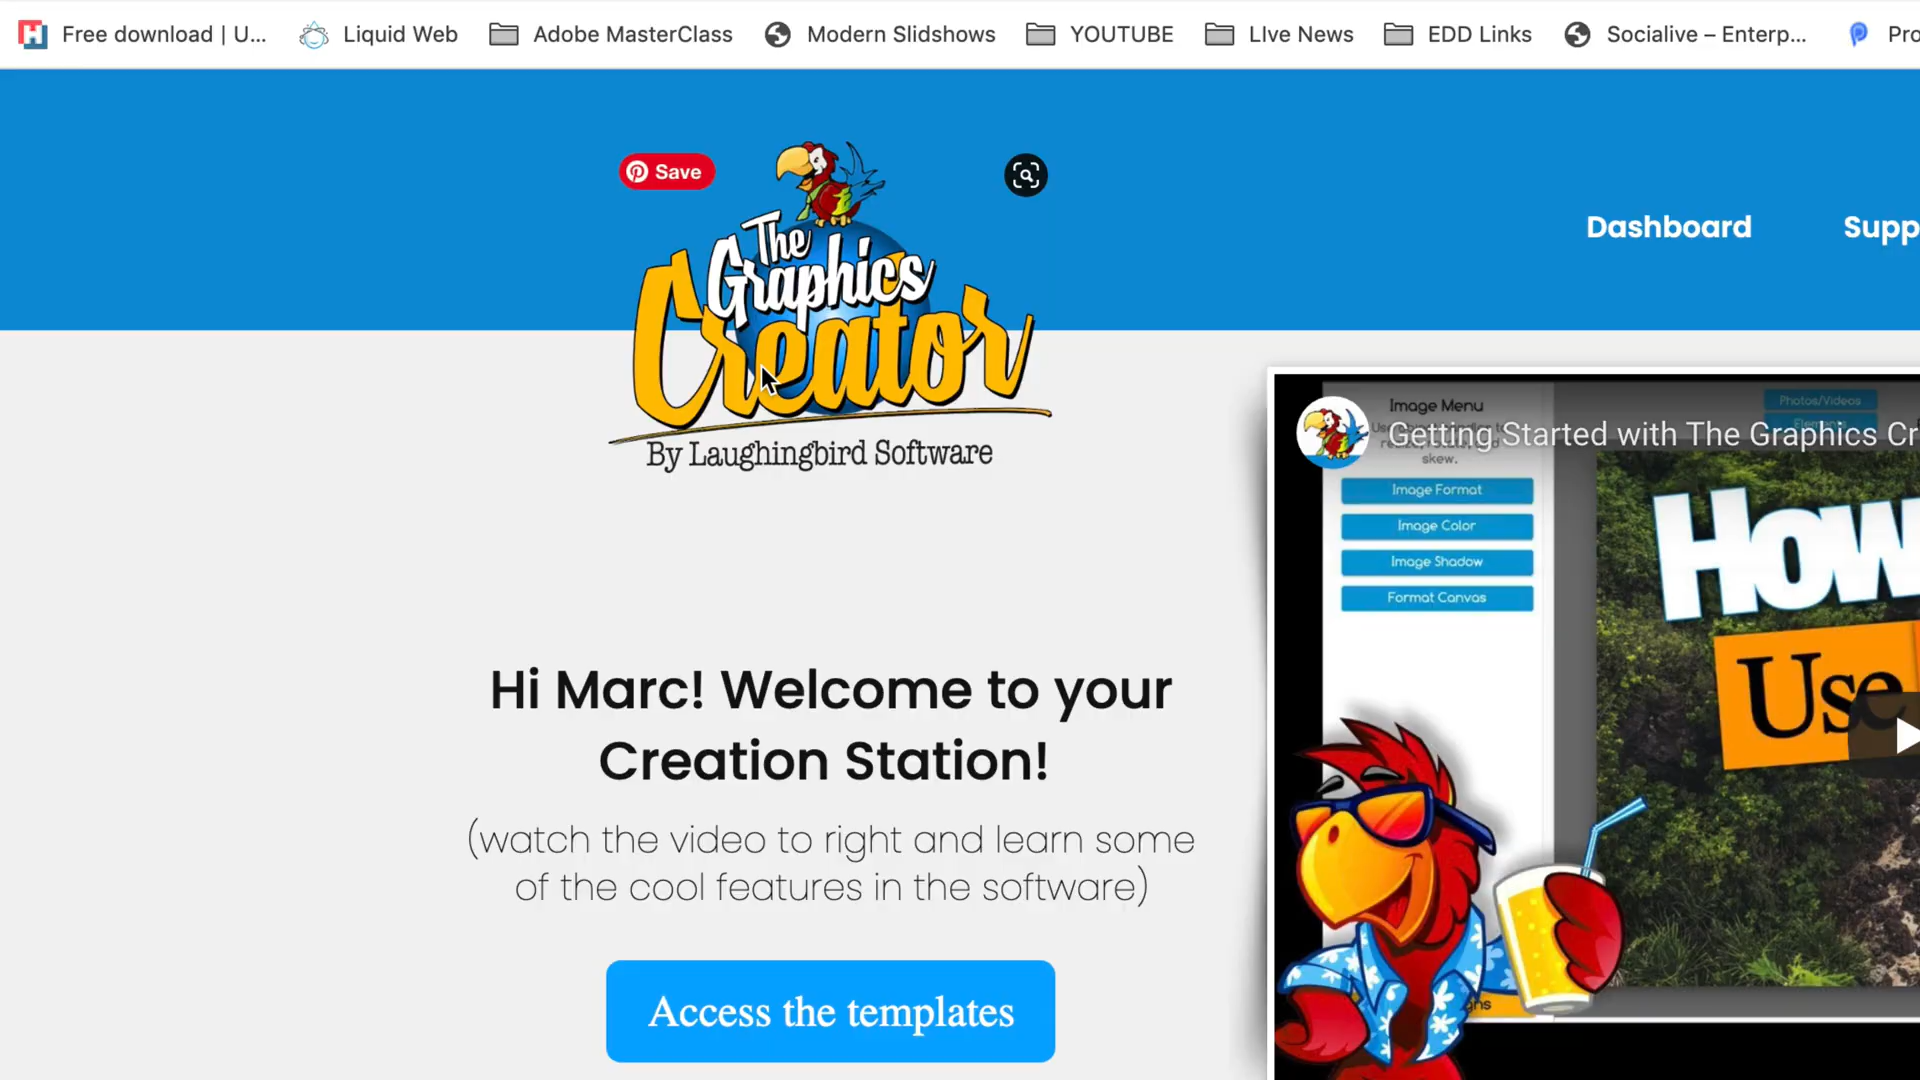 Free download | U...
Liquid Web
Adobe MasterClass
Modern Slidshows
YOUTUBE
LIve News
EDD Links
Socialive – Enterp...
Pro
Save
The
Graphics
Creator
By Laughingbird Software
Dashboard
Supp
Image Menu
Photos/Videos
Getting Started with The Graphics Cr
skew.
Image Format
Image Color
Image Shadow
Format Canvas
How
Use
Hi Marc! Welcome to your
Creation Station!
(watch the video to right and learn some
of the cool features in the software)
Access the templates